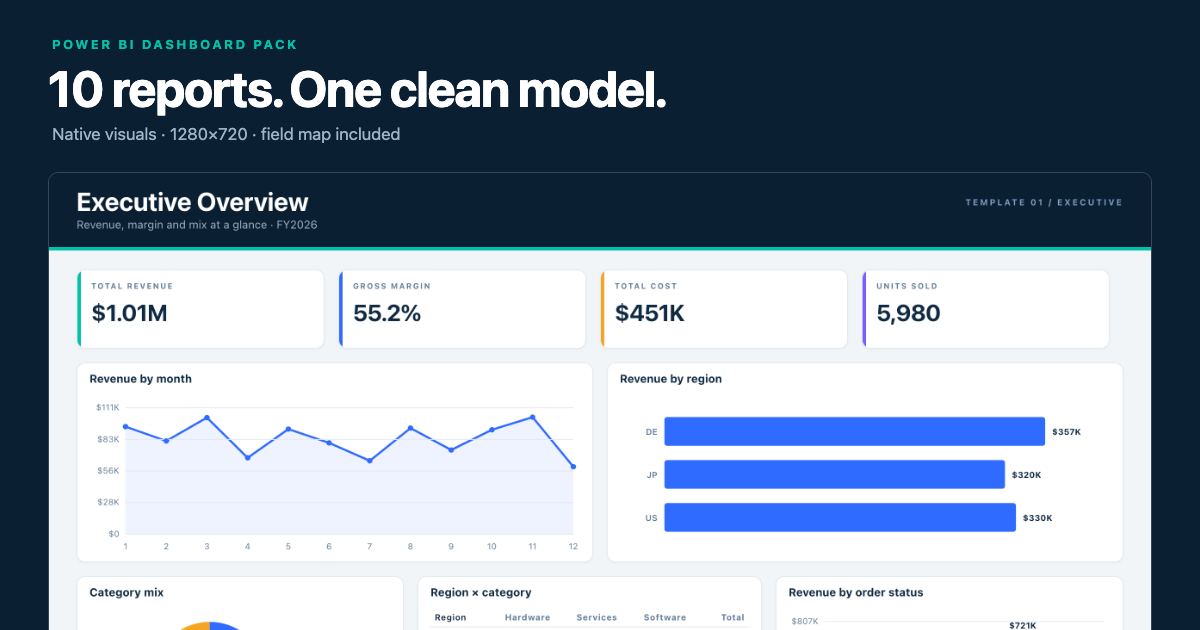 POWER BI DASHBOARD PACK
10 reports. One clean model.
Native visuals · 1280×720 · field map included
Executive Overview
TEMPLATE 01 / EXECUTIVE
Revenue, margin and mix at a glance · FY2026
TOTAL REVENUE
$1.01M
GROSS MARGIN
55.2%
TOTAL COST
$451K
UNITS SOLD
5,980
Revenue by month
$111K
$83K
$56K
$28K
$0
1 2 3 4 5 6 7 8 9 10 11 12
Revenue by region
DE $357K
JP $320K
US $330K
Category mix
Region × category
Region Hardware Services Software Total
Revenue by order status
$807K
$721K